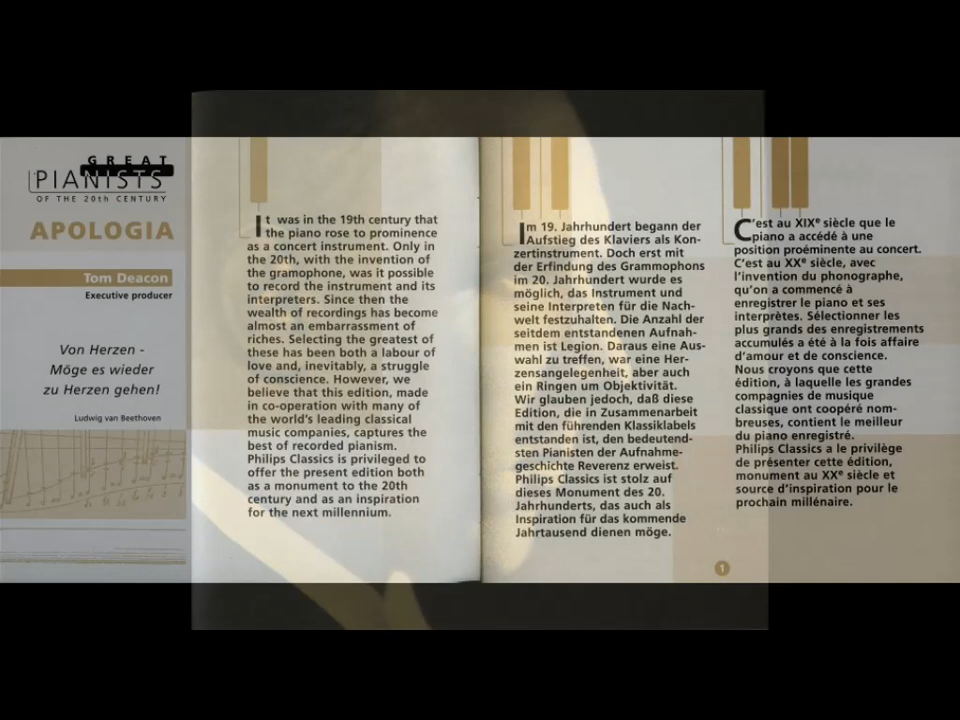 GREAT
PIANISTS
OF THE 20th CENTURY
APOLOGIA
Tom Deacon
Executive producer
Von Herzen -
Möge es wieder
zu Herzen gehen!
Ludwig van Beethoven
It was in the 19th century that
the piano rose to prominence
as a concert instrument. Only in
the 20th, with the invention of
the gramophone, was it possible
to record the instrument and its
interpreters. Since then the
wealth of recordings has become
almost an embarrassment of
riches. Selecting the greatest of
these has been both a labour of
love and, inevitably, a struggle
of conscience. However, we
believe that this edition, made
in co-operation with many of
the world's leading classical
music companies, captures the
best of recorded pianism.
Philips Classics is privileged to
offer the present edition both
as a monument to the 20th
century and as an inspiration
for the next millennium.
Im 19. Jahrhundert begann der
Aufstieg des Klaviers als Kon-
zertinstrument. Doch erst mit
der Erfindung des Grammophons
im 20. Jahrhundert wurde es
möglich, das Instrument und
seine Interpreten für die Nach-
welt festzuhalten. Die Anzahl der
seitdem entstandenen Aufnah-
men ist Legion. Daraus eine Aus-
wahl zu treffen, war eine Her-
zensangelegenheit, aber auch
ein Ringen um Objektivität.
Wir glauben jedoch, daß diese
Edition, die in Zusammenarbeit
mit den führenden Klassiklabels
entstanden ist, den bedeutend-
sten Pianisten der Aufnahme-
geschichte Reverenz erweist.
Philips Classics ist stolz auf
dieses Monument des 20.
Jahrhunderts, das auch als
Inspiration für das kommende
Jahrtausend dienen möge.
C'est au XIXe siècle que le
piano a accédé à une
position proéminente au concert.
C'est au XXe siècle, avec
l'invention du phonographe,
qu'on a commencé à
enregistrer le piano et ses
interprètes. Sélectionner les
plus grands des enregistrements
accumulés a été à la fois affaire
d'amour et de conscience.
Nous croyons que cette
édition, à laquelle les grandes
compagnies de musique
classique ont coopéré nom-
breuses, contient le meilleur
du piano enregistré.
Philips Classics a le privilège
de présenter cette édition,
monument au XXe siècle et
source d'inspiration pour le
prochain millénaire.
1